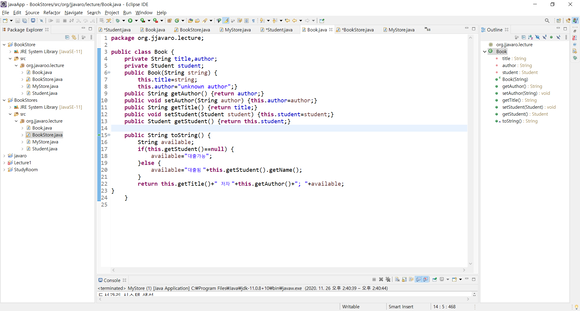 javaApp - BookStores/src/org/jjavaro/lecture/Book.java - Eclipse IDE
File Edit Source Refactor Navigate Search Project Run Window Help
Package Explorer
BookStore
JRE System Library [JavaSE-11]
src
org.jjavaro.lecture
Book.java
BookStore.java
MyStore.java
Student.java
BookStores
JRE System Library [JavaSE-11]
src
org.jjavaro.lecture
Book.java
BookStore.java
MyStore.java
Student.java
javaro
Lecture1
StudyRoom
*Student.java Book.java BookStore.java MyStore.java *Student.java Book.java *BookStore.java MyStore.java
1 package org.jjavaro.lecture;
2
3 public class Book {
4 private String title,author;
5 private Student student;
6 public Book(String string) {
7 this.title=string;
8 this.author="unknown author";}
9 public String getAuthor() {return author;}
10 public void setAuthor(String author) {this.author=author;}
11 public String getTitle() {return title;}
12 public void setStudent(Student student) {this.student=student;}
13 public Student getStudent() {return this.student;}
14
15 public String toString() {
16 String available;
17 if(this.getStudent()==null) {
18 available="대출가능";
19 }else {
20 available="대출됨 "+this.getStudent().getName();
21 }
22 return this.getTitle()+" 저자 "+this.getAuthor()+"; "+available;
23 }
24 }
25
Outline
org.jjavaro.lecture
Book
title : String
author : String
student : Student
Book(String)
getAuthor() : String
setAuthor(String) : void
getTitle() : String
setStudent(Student) : void
getStudent() : Student
toString() : String
Console
<terminated> MyStore (1) [Java Application] C:\Program Files\Java\jdk-11.0.8+10\bin\javaw.exe (2020. 11. 26 오후 2:40:39 – 오후 2:40:44)
Writable Smart Insert 14 : 5 : 468